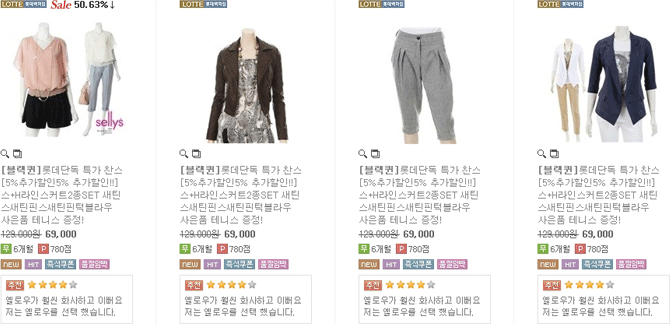 LOTTE 롯데백화점 Sale 50.63%↓
sellys
[블랙퀸]롯데단독 특가 찬스
[5%추가할인5% 추가할인!!]
스+H라인스커트2종SET 새틴
스새틴핀스새틴핀턱블라우
사은품 테니스 증정!
129,000원 69,000
무 6개월 P 780점
NEW HIT 즉석쿠폰 품절임박
추천
옐로우가 훨씬 화사하고 이뻐요
저는 옐로우를 선택 했습니다.
LOTTE 롯데백화점
[블랙퀸]롯데단독 특가 찬스
[5%추가할인5% 추가할인!!]
스+H라인스커트2종SET 새틴
스새틴핀스새틴핀턱블라우
사은품 테니스 증정!
129,000원 69,000
무 6개월 P 780점
NEW HIT 즉석쿠폰 품절임박
추천
옐로우가 훨씬 화사하고 이뻐요
저는 옐로우를 선택 했습니다.
LOTTE 롯데백화점
[블랙퀸]롯데단독 특가 찬스
[5%추가할인5% 추가할인!!]
스+H라인스커트2종SET 새틴
스새틴핀스새틴핀턱블라우
사은품 테니스 증정!
129,000원 69,000
무 6개월 P 780점
NEW HIT 즉석쿠폰 품절임박
추천
옐로우가 훨씬 화사하고 이뻐요
저는 옐로우를 선택 했습니다.
LOTTE 롯데백화점
[블랙퀸]롯데단독 특가 찬스
[5%추가할인5% 추가할인!!]
스+H라인스커트2종SET 새틴
스새틴핀스새틴핀턱블라우
사은품 테니스 증정!
129,000원 69,000
무 6개월 P 780점
NEW HIT 즉석쿠폰 품절임박
추천
옐로우가 훨씬 화사하고 이뻐요
저는 옐로우를 선택 했습니다.